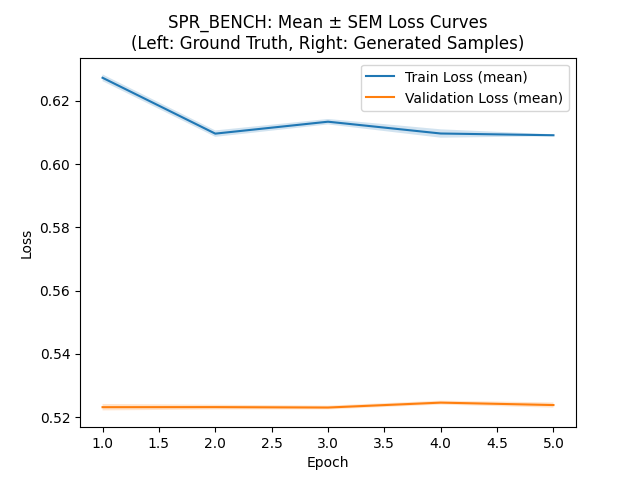 SPR_BENCH: Mean ± SEM Loss Curves
(Left: Ground Truth, Right: Generated Samples)
Train Loss (mean)
Validation Loss (mean)
Loss
0.62
0.60
0.58
0.56
0.54
0.52
1.0 1.5 2.0 2.5 3.0 3.5 4.0 4.5 5.0
Epoch